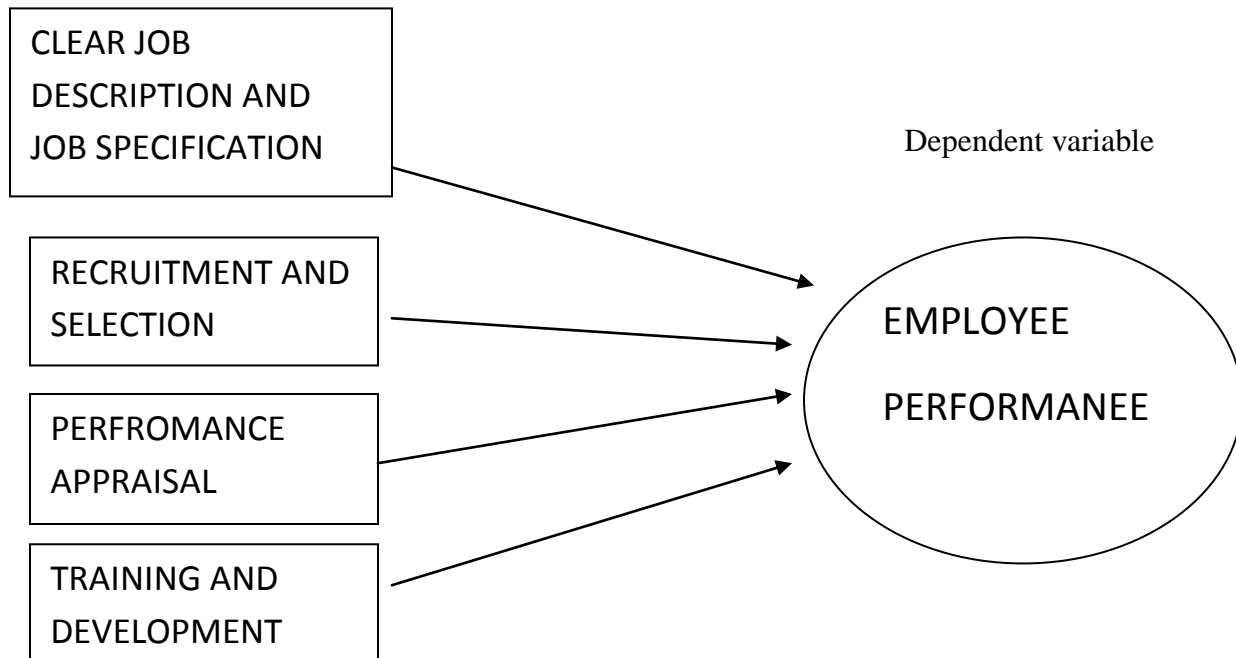 CLEAR JOB
DESCRIPTION AND
JOB SPECIFICATION
Dependent variable
RECRUITMENT AND
SELECTION
EMPLOYEE
PERFORMANEE
PERFROMANCE
APPRAISAL
TRAINING AND
DEVELOPMENT